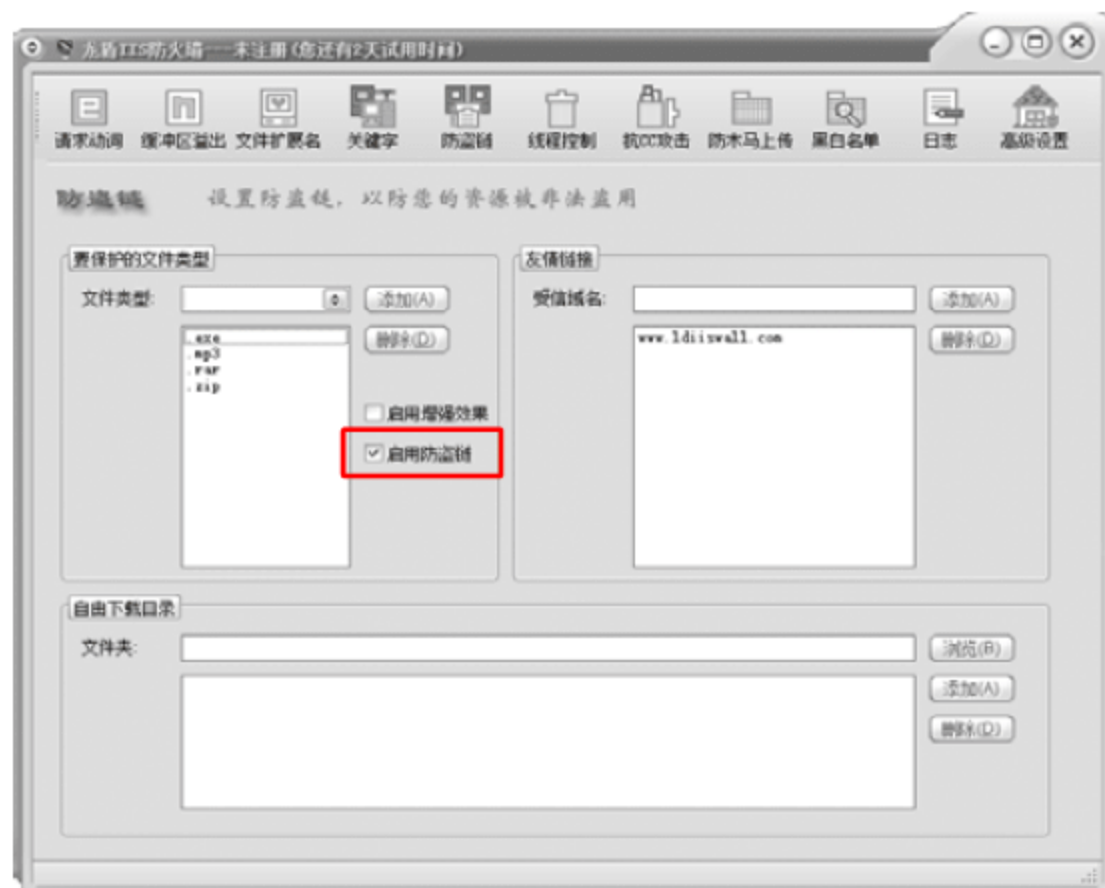 盾IIS防火墙---未注册(您还有2天试用时间)
请求动词 缓冲区溢出 文件扩展名 关键字 防盗链 线程控制 抗CC攻击 防木马上传 黑白名单 日志 高级设置
防盗链 设置防盗链，以防您的资源被非法盗用
要保护的文件类型 友情链接
文件类型: 添加(A) 受信域名: 添加(A)
.exe 删除(D) www.ldiiswall.com 删除(D)
.mp3
.rar
.zip
启用增强效果
启用防盗链
自由下载目录
文件夹: 浏览(B)
添加(A)
删除(D)